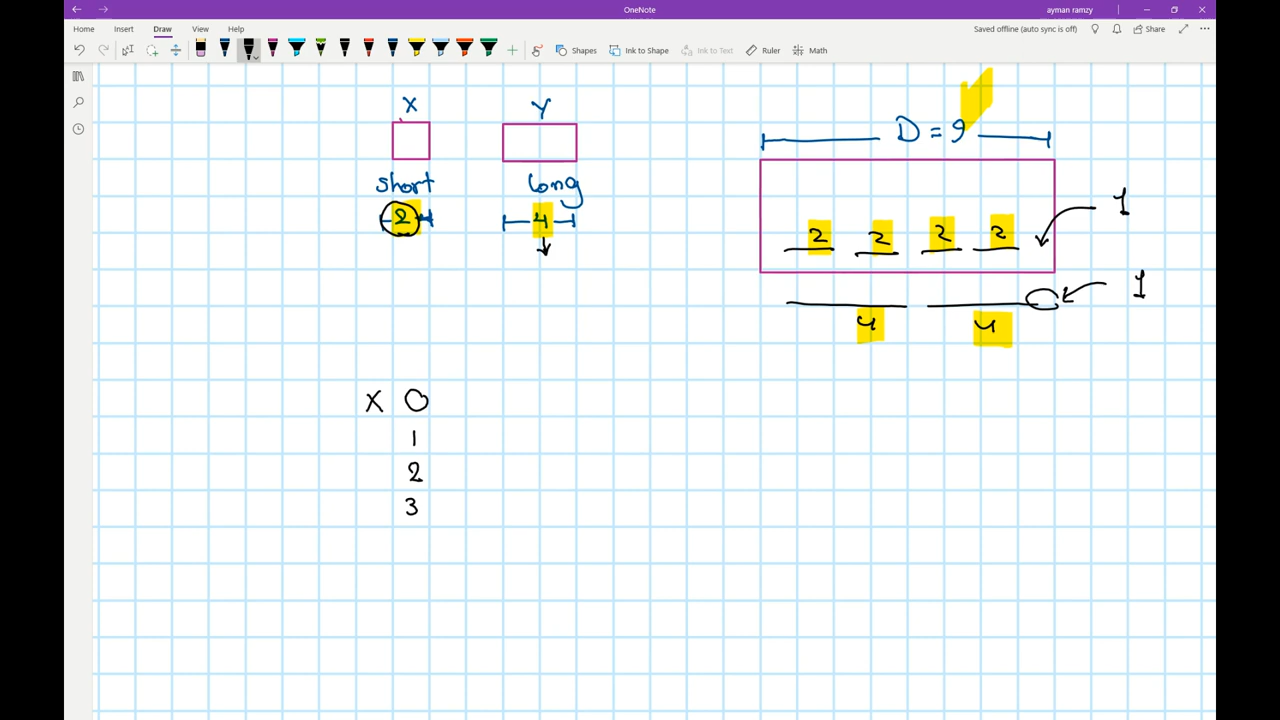 OneNote
ayman ramzy
Home Insert Draw View Help
Saved offline (auto sync is off)
Share
Shapes
Ink to Shape
Ink to Text
Ruler
Math
X
Y
short
long
2
4
D = 9
2 2 2 2
1
4 4
1
X 0
1
2
3